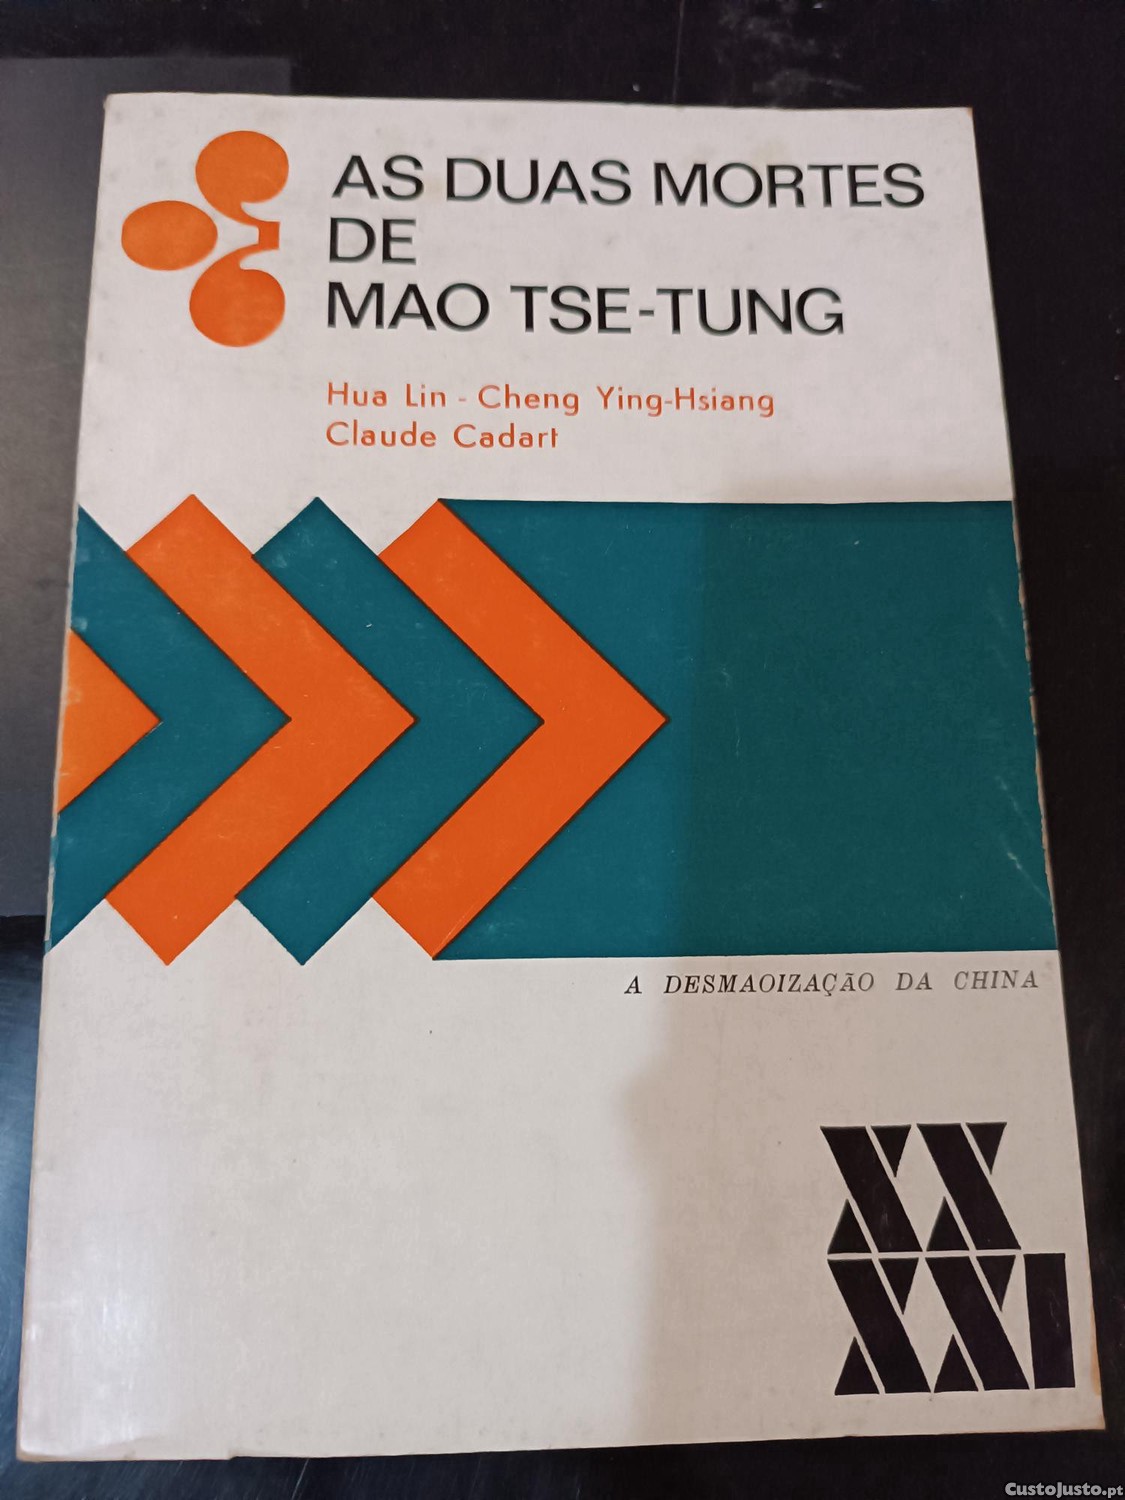 AS DUAS MORTES
DE
MAO TSE-TUNG
Hua Lin - Cheng Ying-Hsiang
Claude Cadart
A DESMAOIZAÇÃO DA CHINA
XX
XXI
CustoJusto.pt